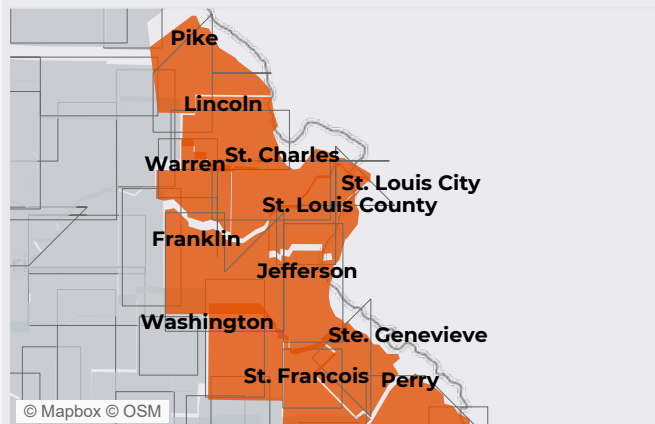 Pike
Lincoln
Warren
St. Charles
St. Louis City
St. Louis County
Franklin
Jefferson
Washington
Ste. Genevieve
St. Francois
Perry
© Mapbox © OSM